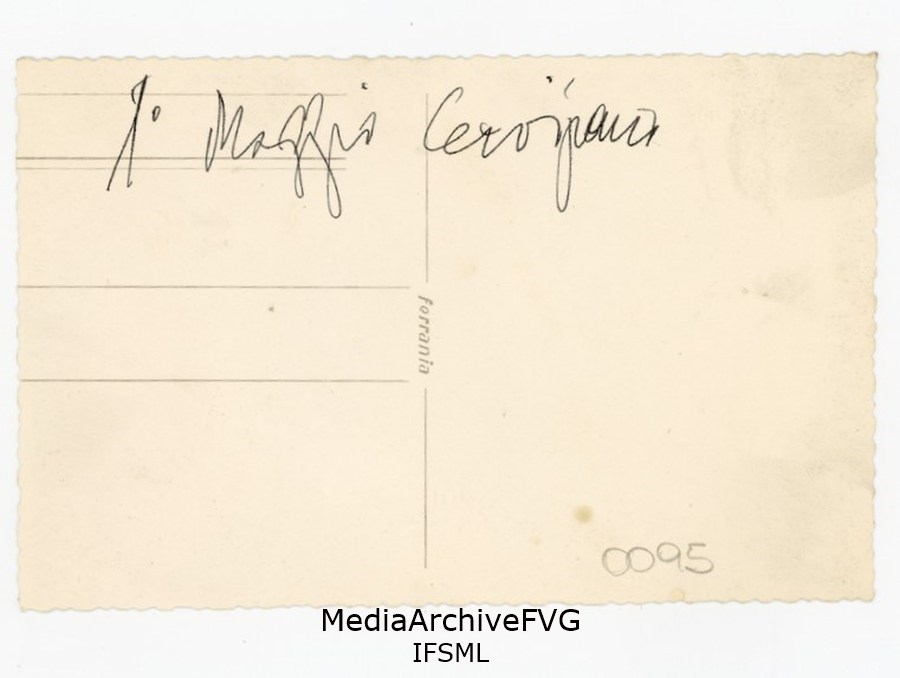 1° Maggio Cervignano
ferrania
0095
MediaArchiveFVG
IFSML